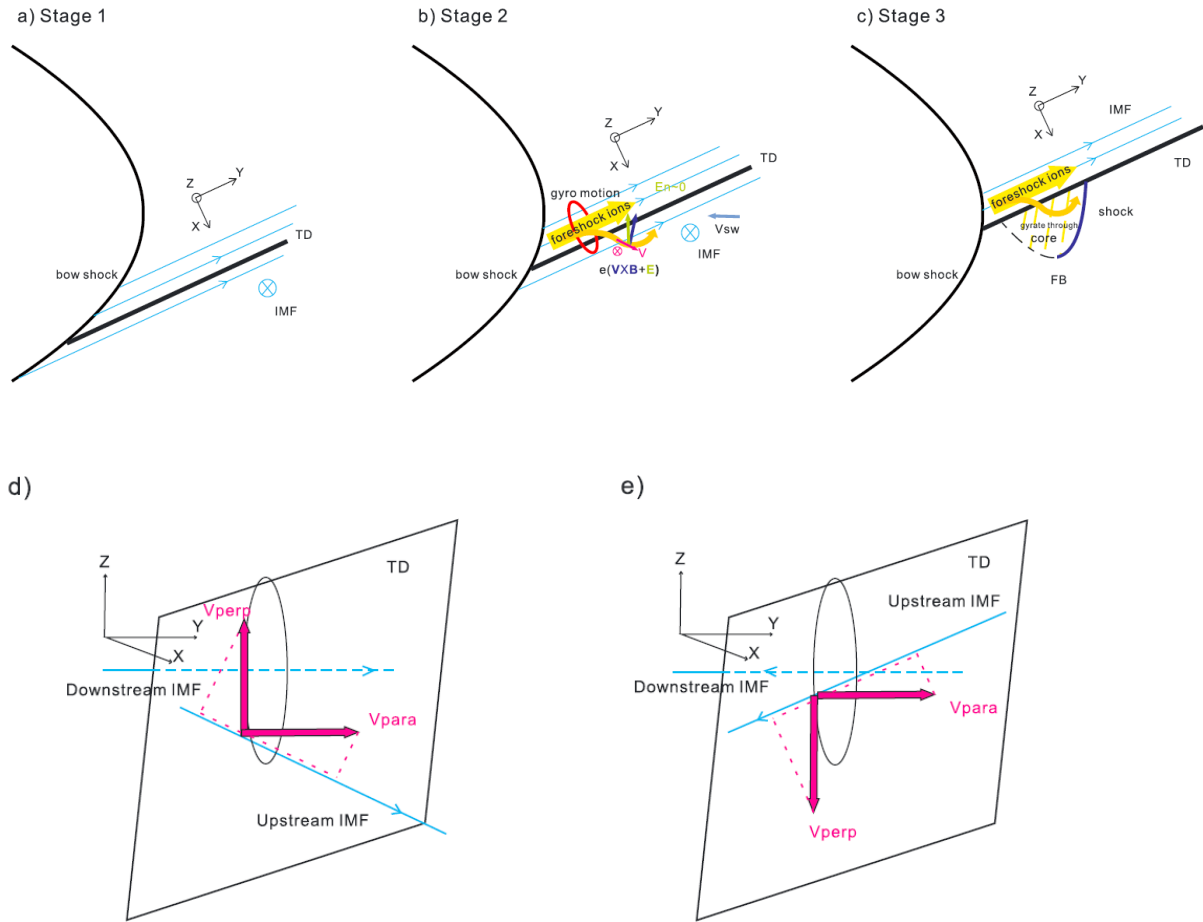 a) Stage 1
Z
Y
X
TD
bow shock
IMF
b) Stage 2
Z
Y
X
TD
gyro motion
En~0
foreshock ions
Vsw
V
IMF
bow shock
e(VXB+E)
c) Stage 3
Z
Y
X
IMF
TD
foreshock ions
shock
gyrate through
core
bow shock
FB
d)
Z
TD
Vperp
Y
X
Downstream IMF
Vpara
Upstream IMF
e)
Z
TD
Upstream IMF
Y
X
Downstream IMF
Vpara
Vperp